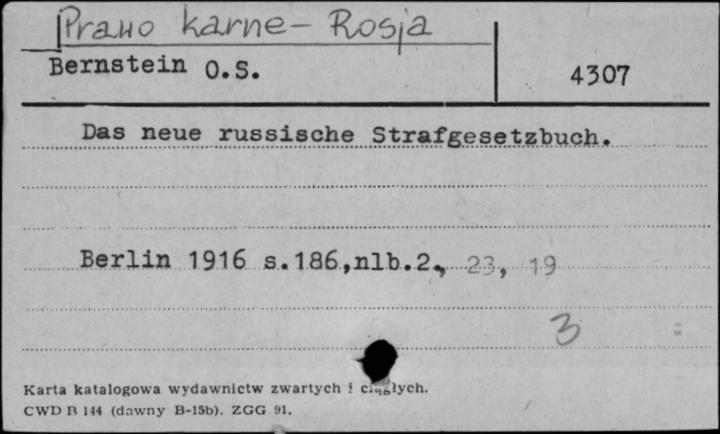 Prawo karne - Rosja
Bernstein O.S.
4307
Das neue russische Strafgesetzbuch.
Berlin 1916 s.186,nlb.2., 23, 19
3
Karta katalogowa wydawnictw zwartych i ciągłych.
CWD B 144 (dawny B-15b). ZGG 91.